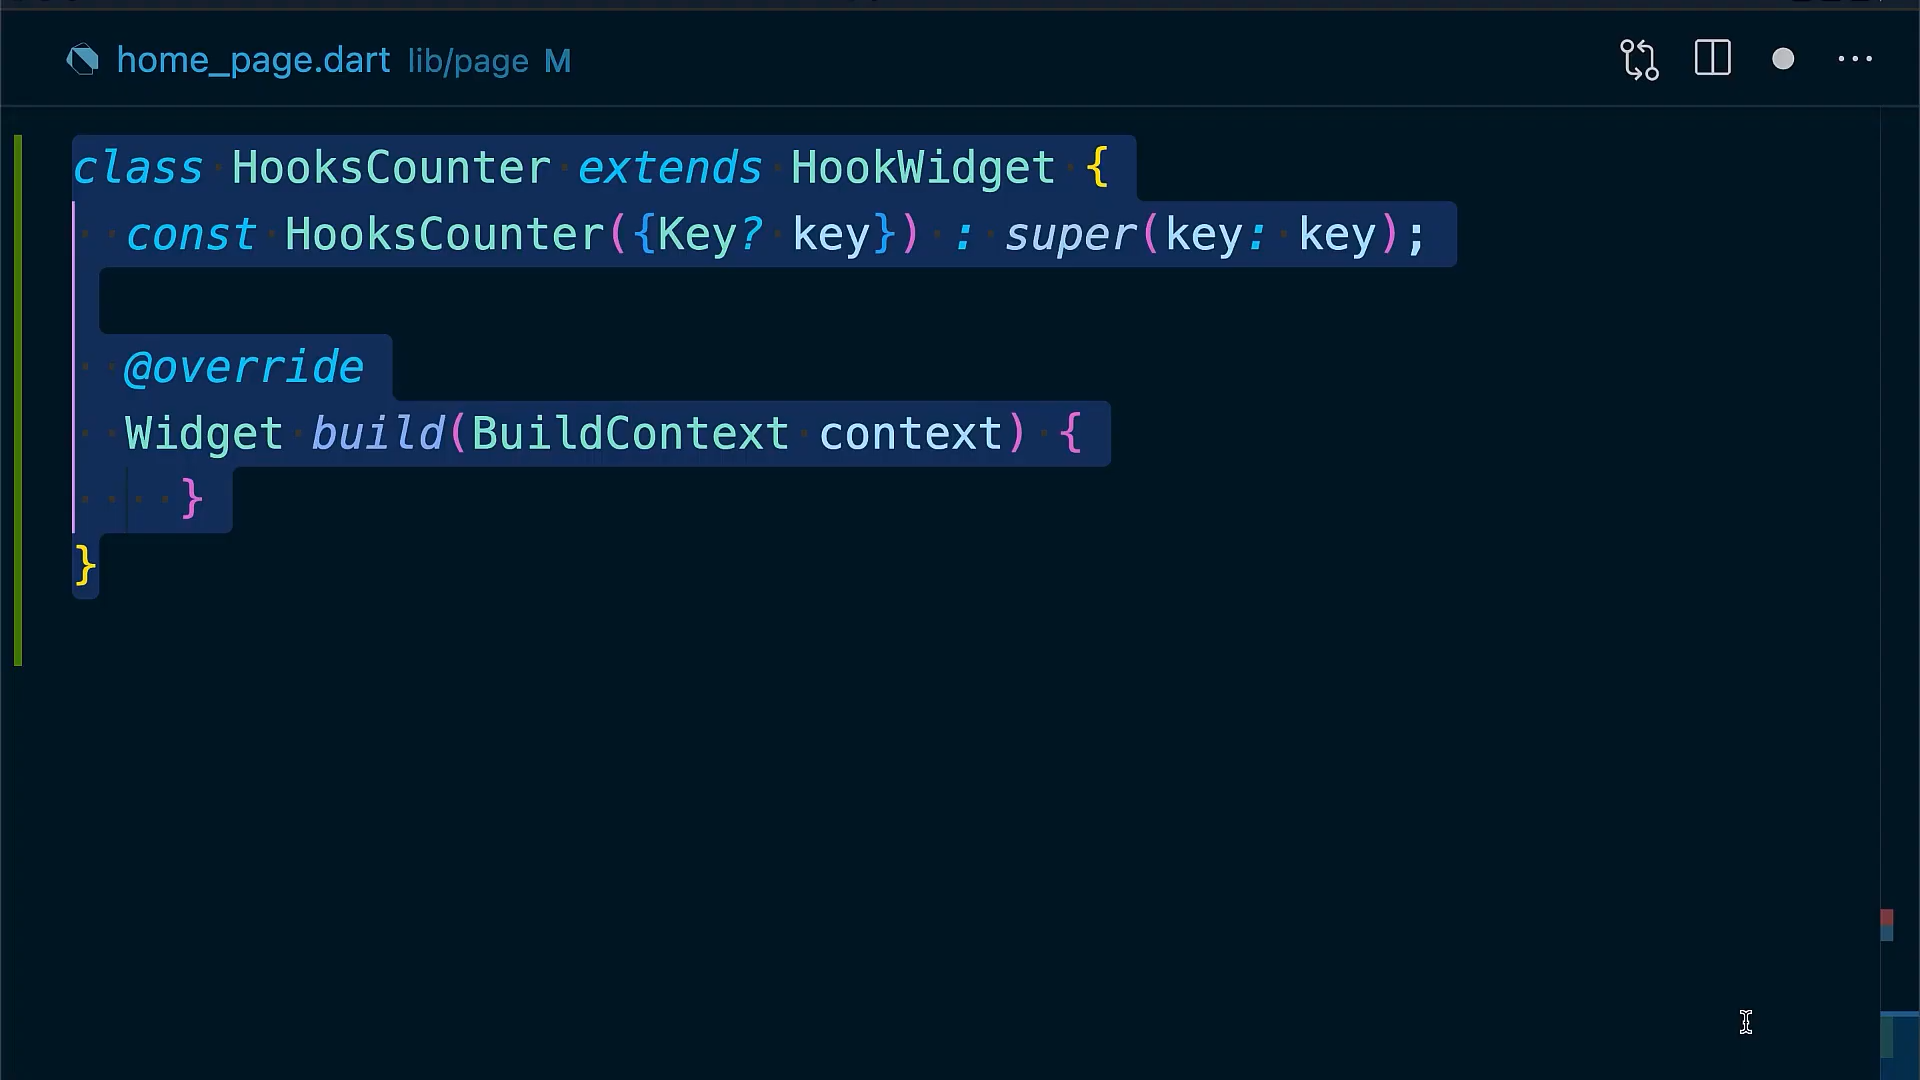 home_page.dart lib/page M
class HooksCounter extends HookWidget {
  const HooksCounter({Key? key}) : super(key: key);

  @override
  Widget build(BuildContext context) {
    }
}